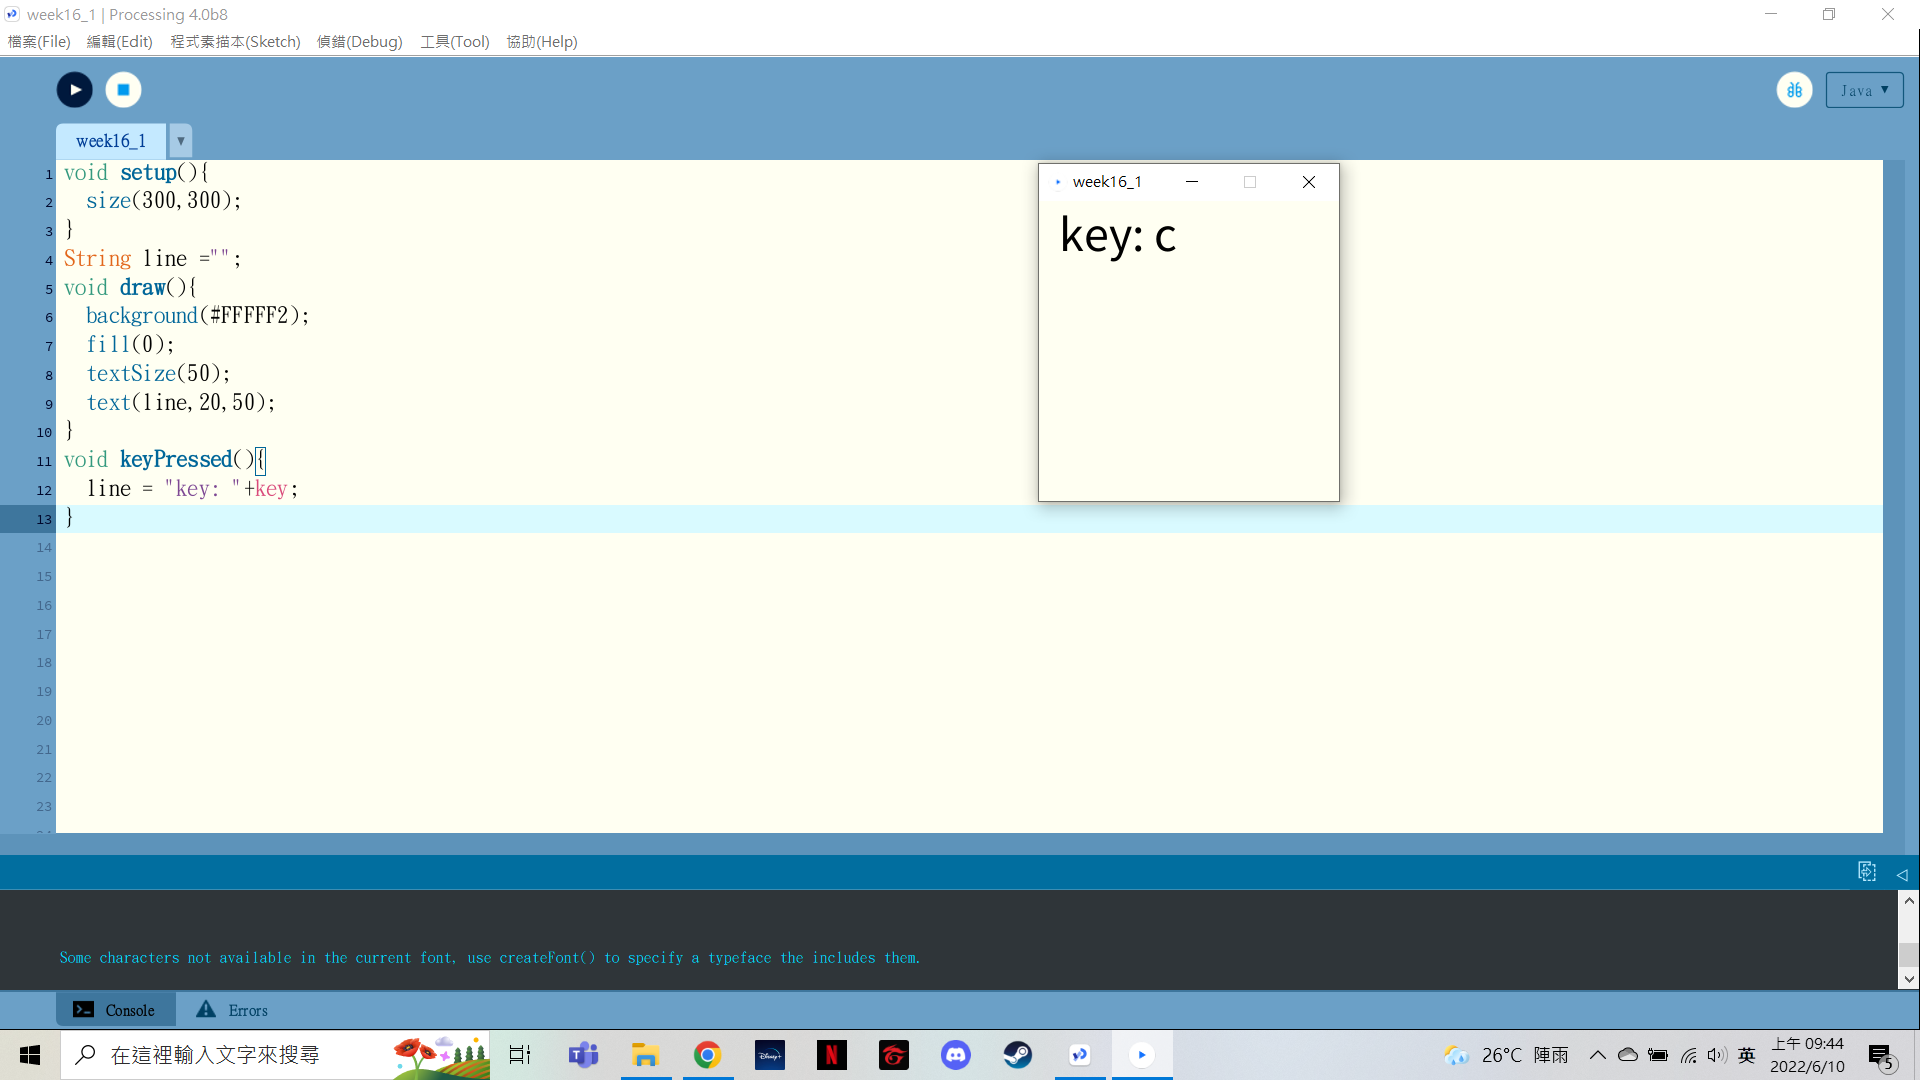 week16_1 | Processing 4.0b8
檔案(File) 編輯(Edit) 程式素描本(Sketch) 偵錯(Debug) 工具(Tool) 協助(Help)
Java ▼
week16_1 ▼
1 void setup(){
2 size(300,300);
3 }
4 String line ="";
5 void draw(){
6 background(#FFFFF2);
7 fill(0);
8 textSize(50);
9 text(line,20,50);
10 }
11 void keyPressed(){
12 line = "key: "+key;
13 }
14
15
16
17
18
19
20
21
22
23
week16_1
key: c
Some characters not available in the current font, use createFont() to specify a typeface the includes them.
Console Errors
在這裡輸入文字來搜尋
Disney+
N
26°C 陣雨
英
上午 09:44
2022/6/10
5